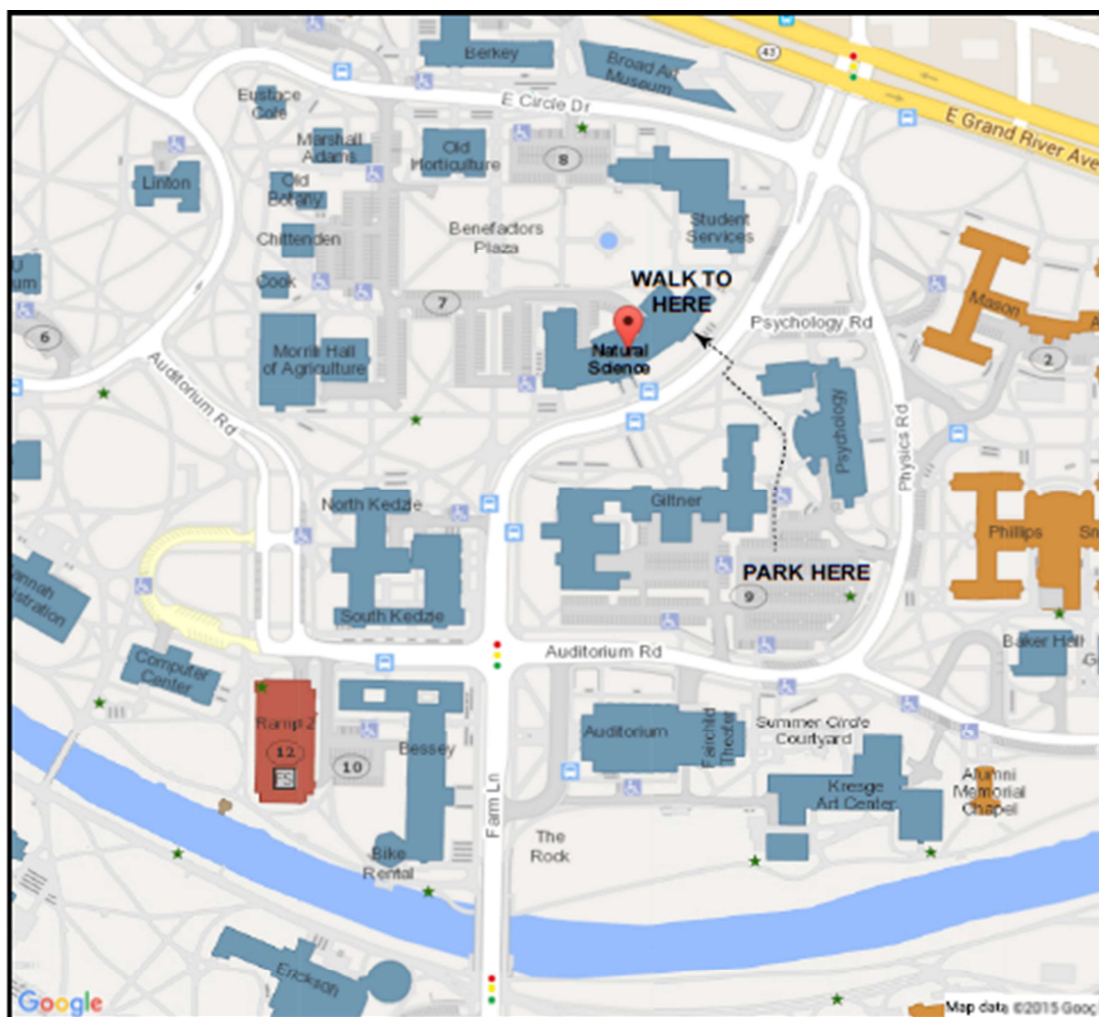 Berkey
Broad Art
Museum
43
E Grand River Ave
E Circle Dr
Eustace
Cole
Marshall
Adams
Old
Horticulture
8
Linton
Old
Botany
Student
Services
Benefactors
Plaza
Chittenden
Cook
WALK TO
HERE
7
6
Mason
Psychology Rd
2
Natural
Science
Morrill Hall
of Agriculture
Auditorium Rd
Psychology
Physics Rd
North Kedzie
Giltner
Phillips
PARK HERE
9
South Kedzie
Auditorium Rd
Baker Hall
Computer
Center
Ramp 2
12
10
Bessey
Auditorium
Fairchild
Theater
Summer Circle
Courtyard
Kresge
Art Center
Alumni
Memorial
Chapel
Farm Ln
The
Rock
Bike
Rental
Erickson
Google
Map data ©2015 Goog